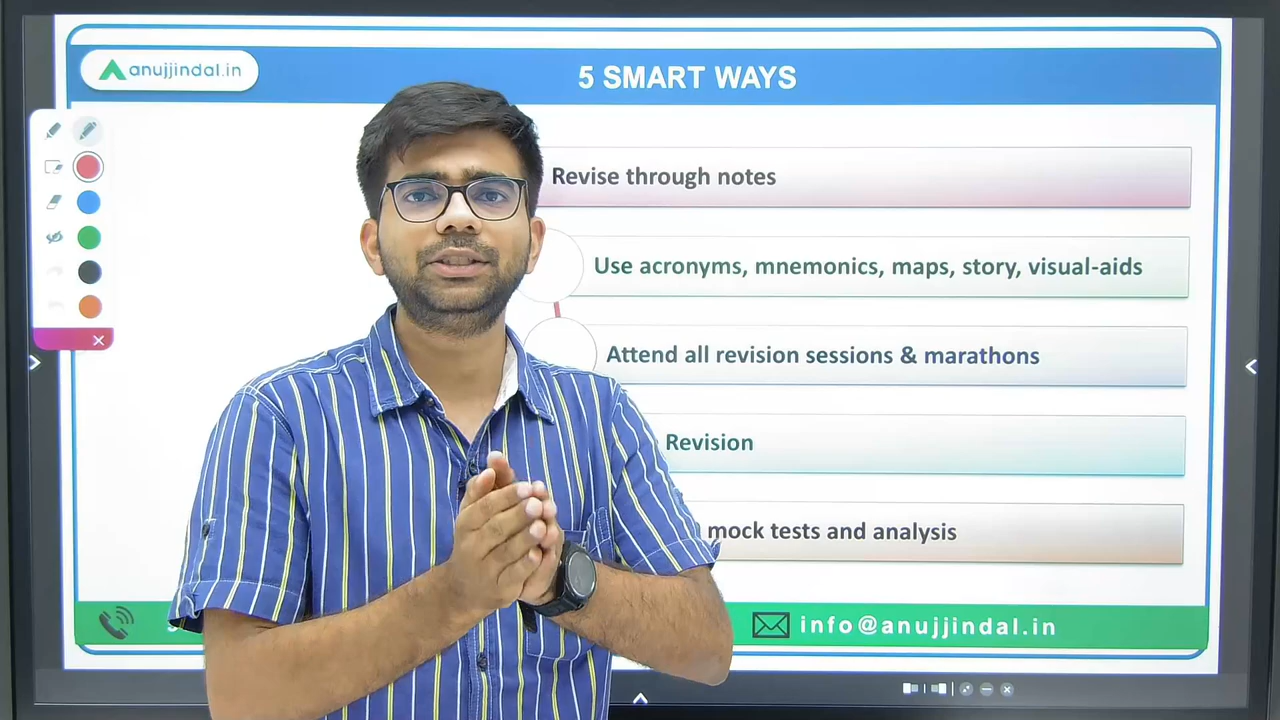 anujjindal.in
5 SMART WAYS
Revise through notes
Use acronyms, mnemonics, maps, story, visual-aids
Attend all revision sessions & marathons
Revision
mock tests and analysis
info@anujjindal.in